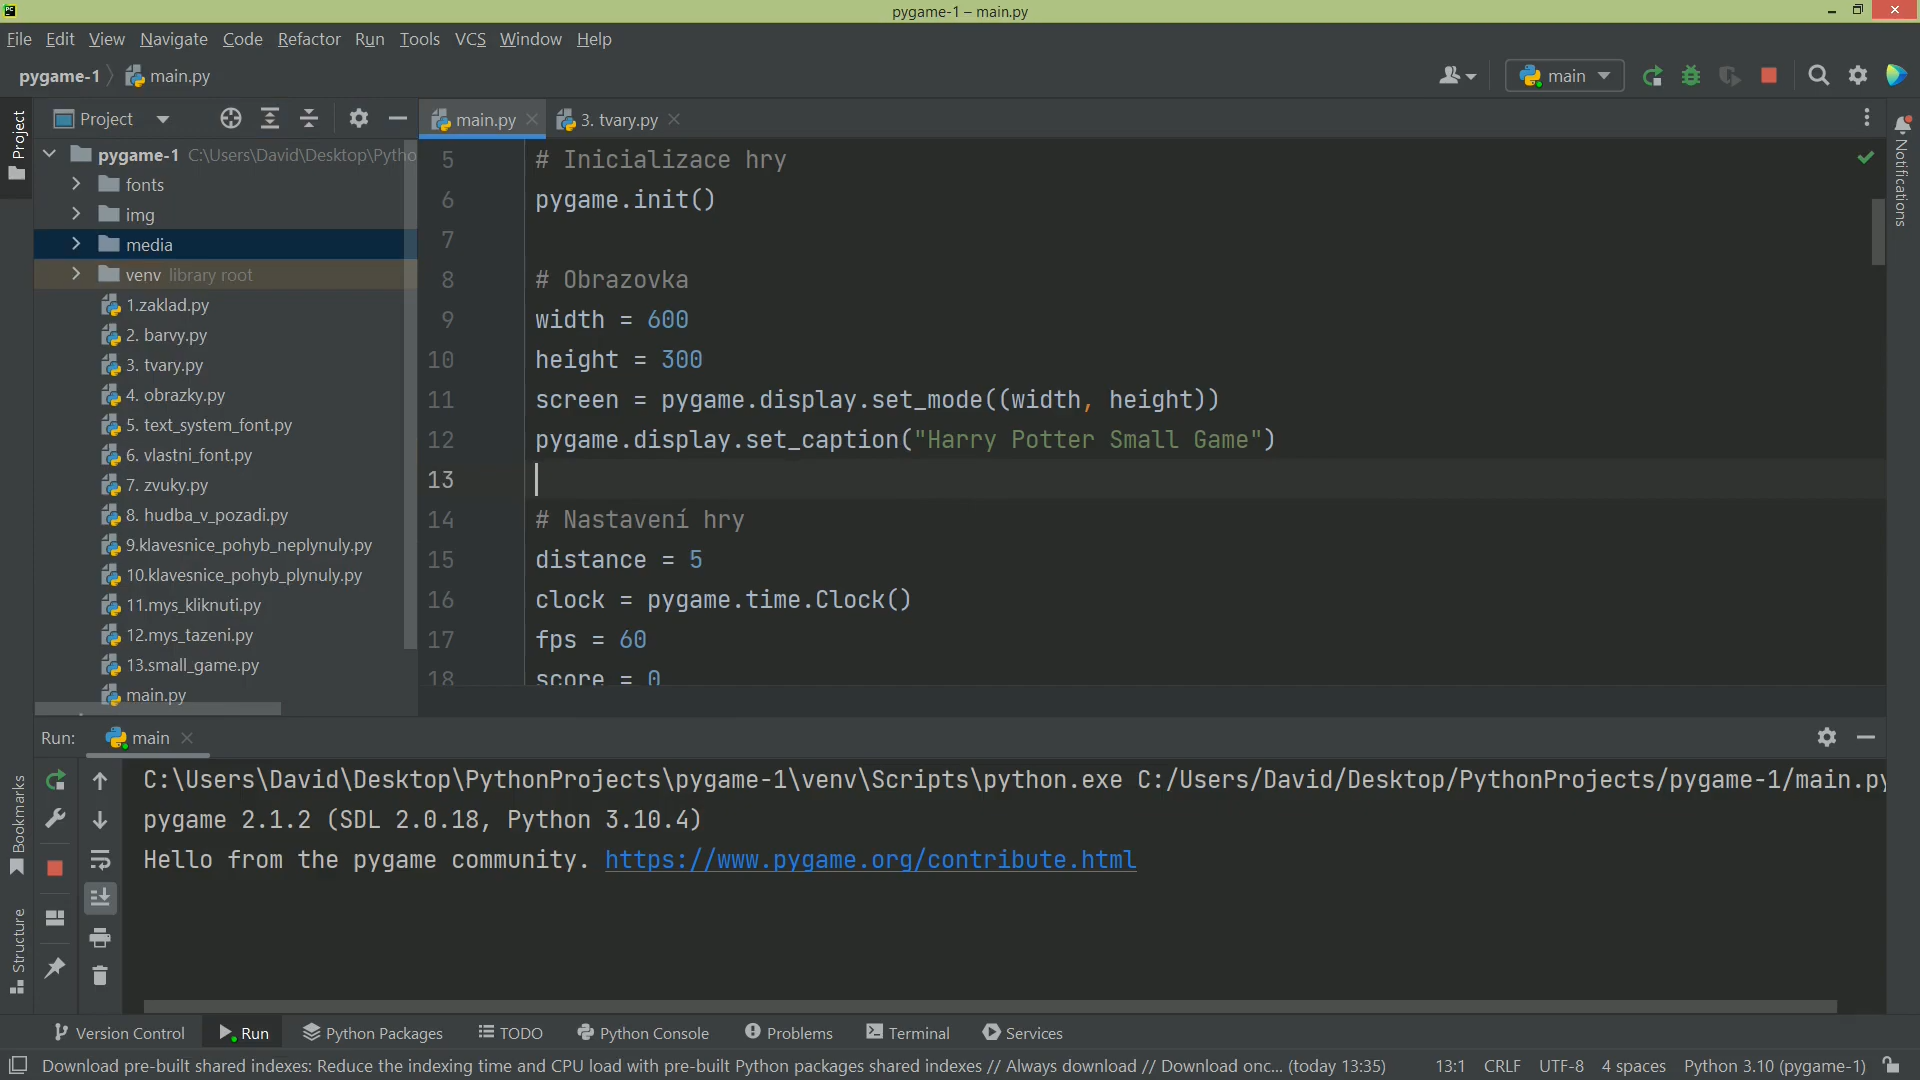 pygame-1 – main.py
File Edit View Navigate Code Refactor Run Tools VCS Window Help
pygame-1 main.py
main
Project
Project
main.py
3. tvary.py
Notifications
pygame-1 C:\Users\David\Desktop\Pytho
fonts
img
media
venv library root
1.zaklad.py
2. barvy.py
3. tvary.py
4. obrazky.py
5. text_system_font.py
6. vlastni_font.py
7. zvuky.py
8. hudba_v_pozadi.py
9.klavesnice_pohyb_neplynuly.py
10.klavesnice_pohyb_plynuly.py
11.mys_kliknuti.py
12.mys_tazeni.py
13.small_game.py
main.py
5 # Inicializace hry
6 pygame.init()
7
8 # Obrazovka
9 width = 600
10 height = 300
11 screen = pygame.display.set_mode((width, height))
12 pygame.display.set_caption("Harry Potter Small Game")
13
14 # Nastavení hry
15 distance = 5
16 clock = pygame.time.Clock()
17 fps = 60
18 score = 0
Run: main
Bookmarks
Structure
C:\Users\David\Desktop\PythonProjects\pygame-1\venv\Scripts\python.exe C:/Users/David/Desktop/PythonProjects/pygame-1/main.py
pygame 2.1.2 (SDL 2.0.18, Python 3.10.4)
Hello from the pygame community. https://www.pygame.org/contribute.html
Version Control Run Python Packages TODO Python Console Problems Terminal Services
Download pre-built shared indexes: Reduce the indexing time and CPU load with pre-built Python packages shared indexes // Always download // Download onc... (today 13:35) 13:1 CRLF UTF-8 4 spaces Python 3.10 (pygame-1)